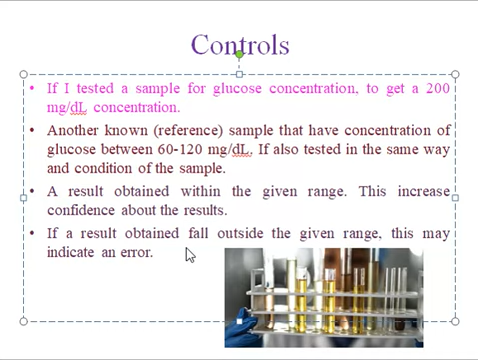 Controls
• If I tested a sample for glucose concentration, to get a 200
mg/dL concentration.
• Another known (reference) sample that have concentration of
glucose between 60-120 mg/dL. If also tested in the same way
and condition of the sample.
• A result obtained within the given range. This increase
confidence about the results.
• If a result obtained fall outside the given range, this may
indicate an error.